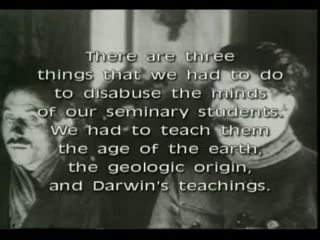 There are three
things that we had to do
to disabuse the minds
of our seminary students.
We had to teach them
the age of the earth,
the geologic origin,
and Darwin's teachings.